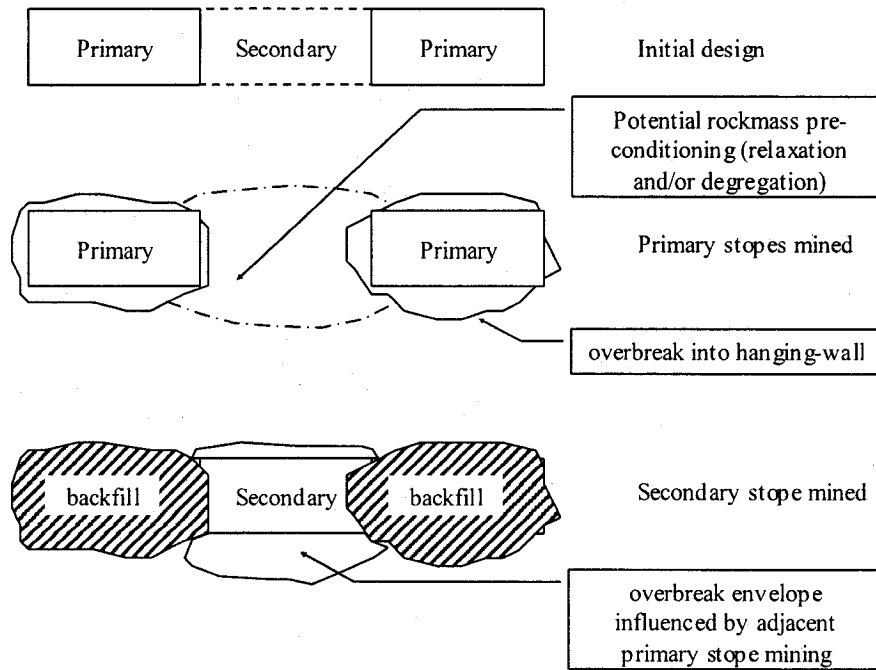 Primary Secondary Primary Initial design
Potential rockmass pre-
conditioning (relaxation
and/or degregation)
Primary Primary Primary stopes mined
overbreak into hanging-wall
backfill Secondary backfill Secondary stope mined
overbreak envelope
influenced by adjacent
primary stope mining